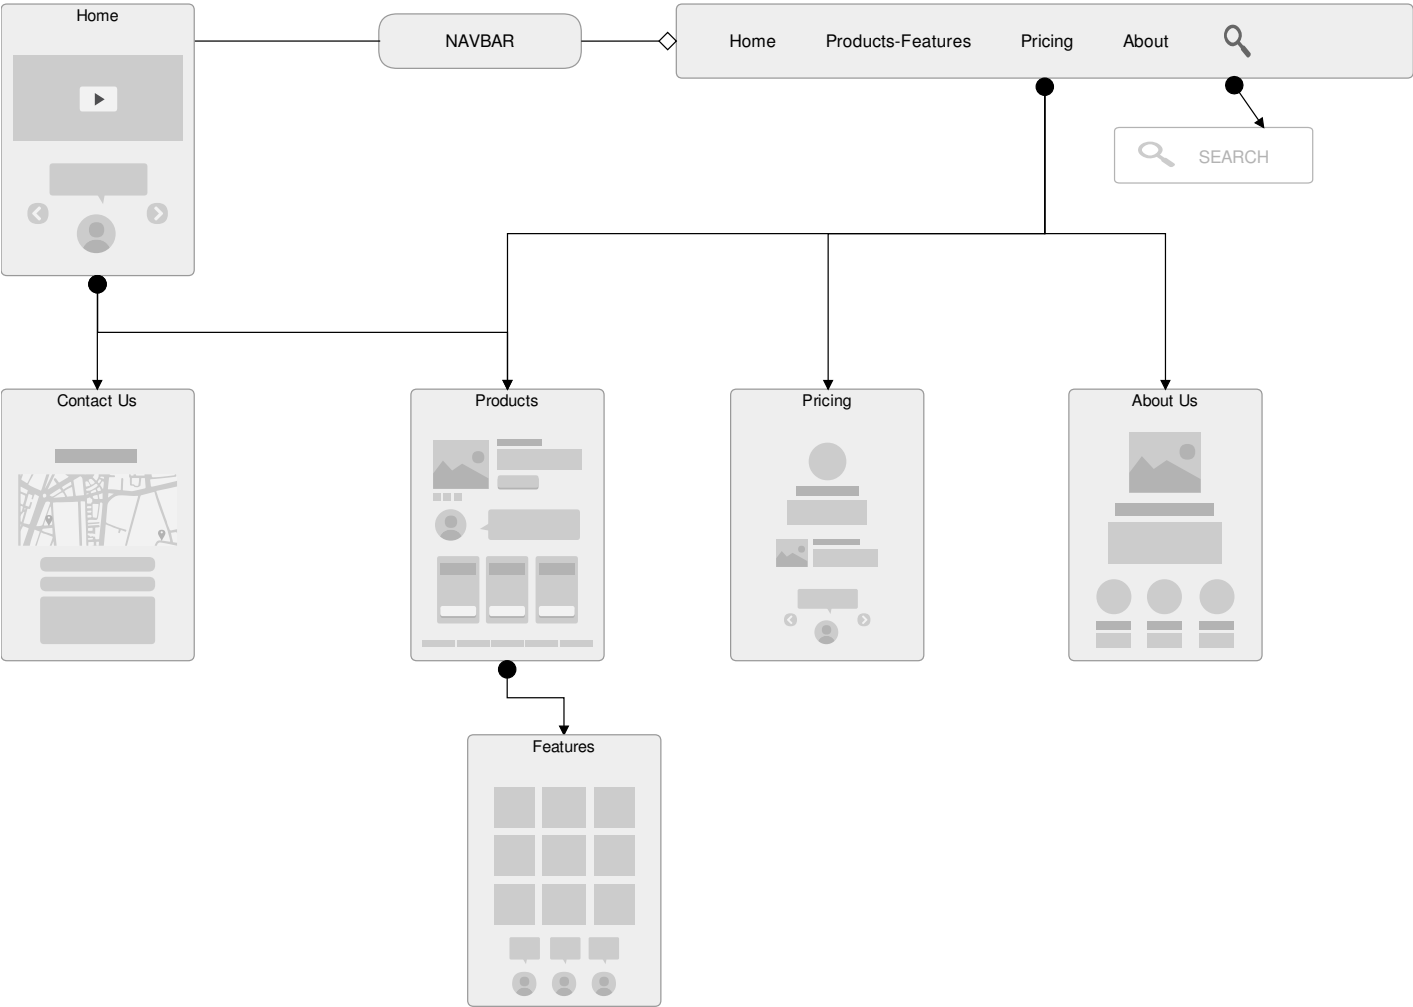 Home
NAVBAR
Home Products-Features Pricing About
SEARCH
Contact Us
Products
Pricing
About Us
Features